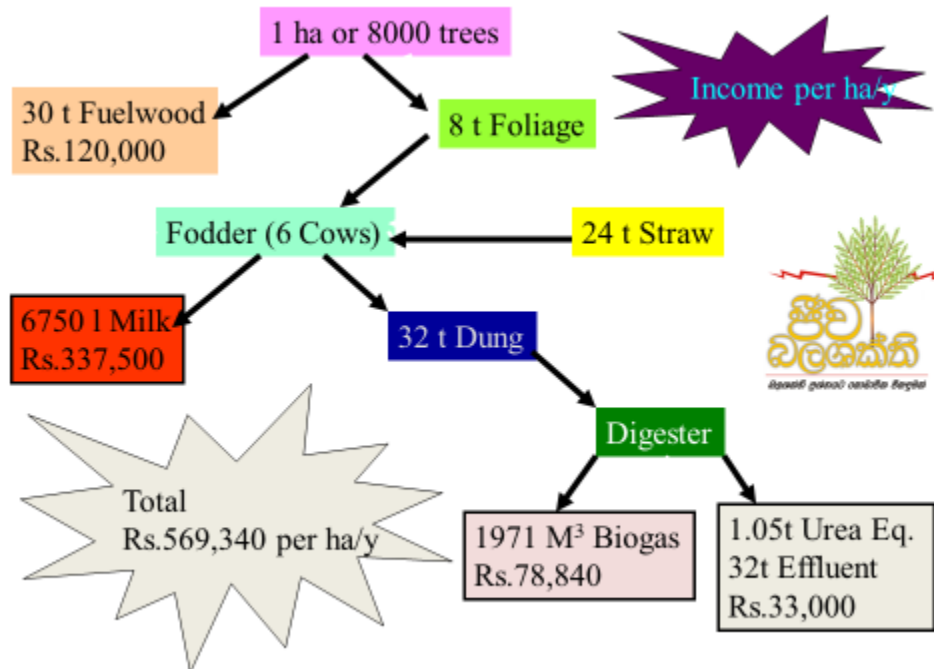 1 ha or 8000 trees
Income per ha/y
30 t Fuelwood
Rs.120,000
8 t Foliage
Fodder (6 Cows)
24 t Straw
6750 l Milk
Rs.337,500
32 t Dung
ජීව
බලශක්ති
Digester
Total
Rs.569,340 per ha/y
1971 M³ Biogas
Rs.78,840
1.05t Urea Eq.
32t Effluent
Rs.33,000